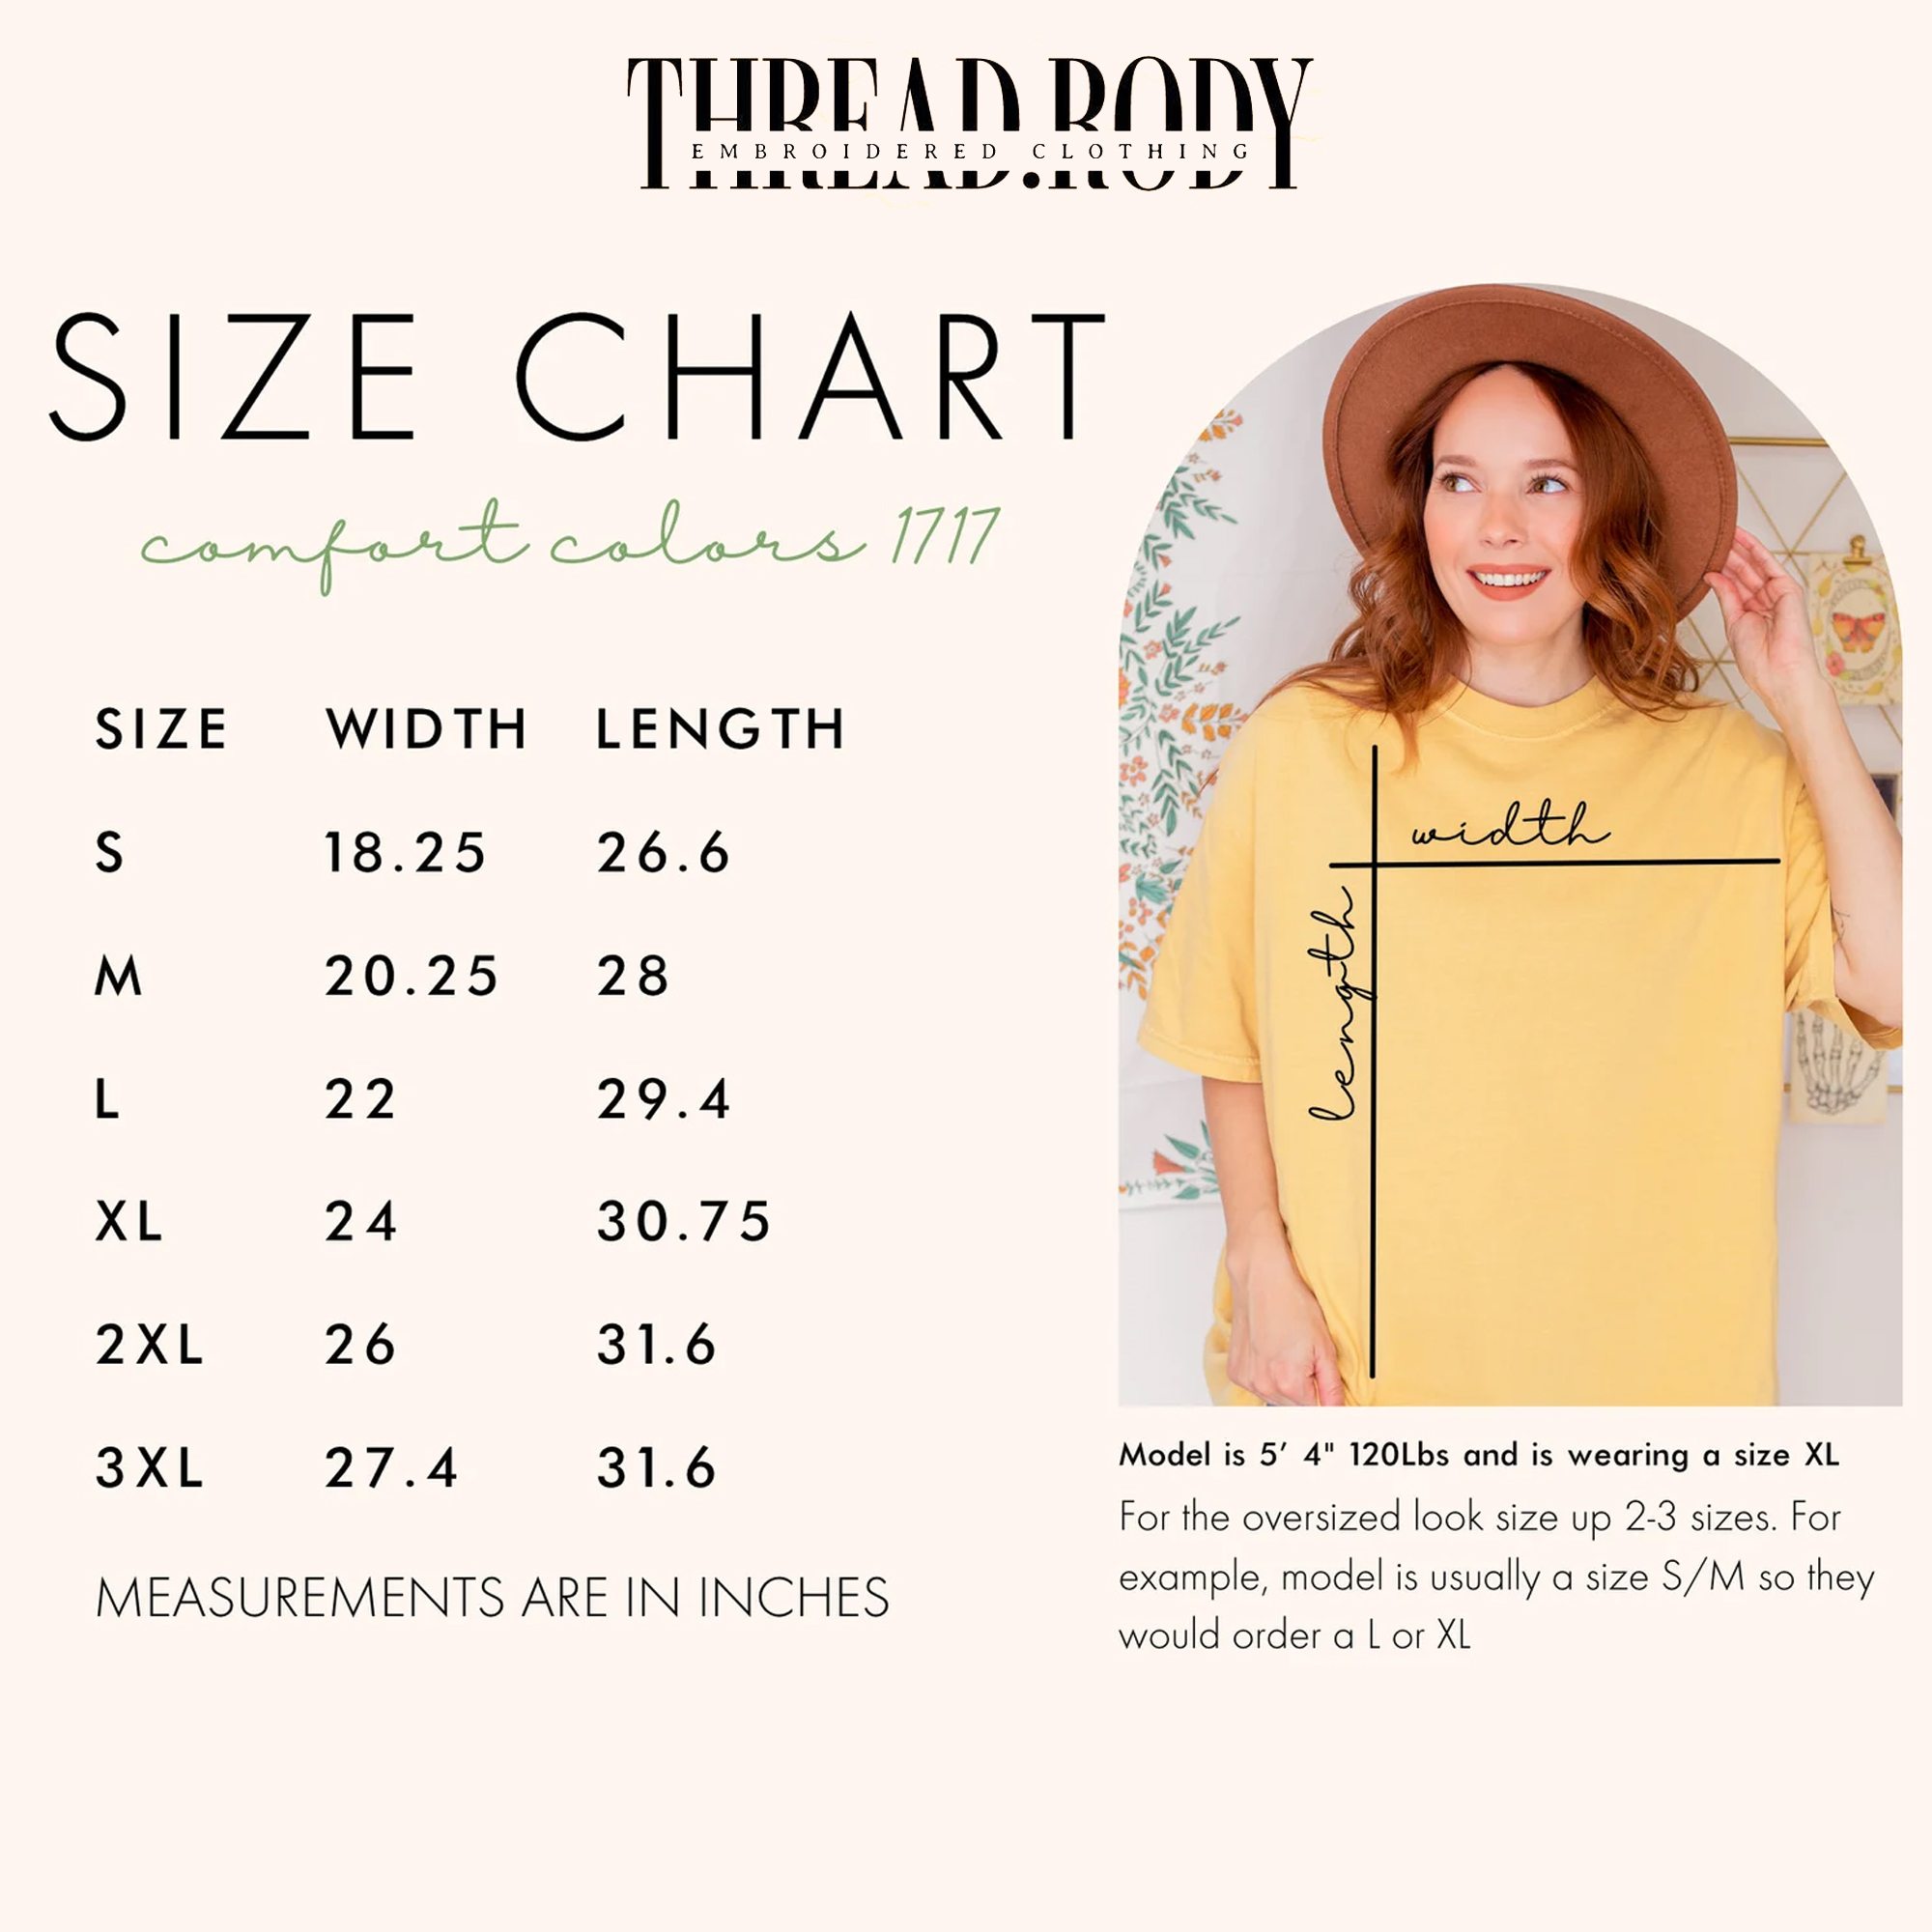 THREAD.BODY
EMBROIDERED CLOTHING
SIZE CHART
comfort colors 1717
SIZE WIDTH LENGTH
S 18.25 26.6
M 20.25 28
L 22 29.4
XL 24 30.75
2XL 26 31.6
3XL 27.4 31.6
MEASUREMENTS ARE IN INCHES
width
length
Model is 5’ 4" 120Lbs and is wearing a size XL
For the oversized look size up 2-3 sizes. For
example, model is usually a size S/M so they
would order a L or XL